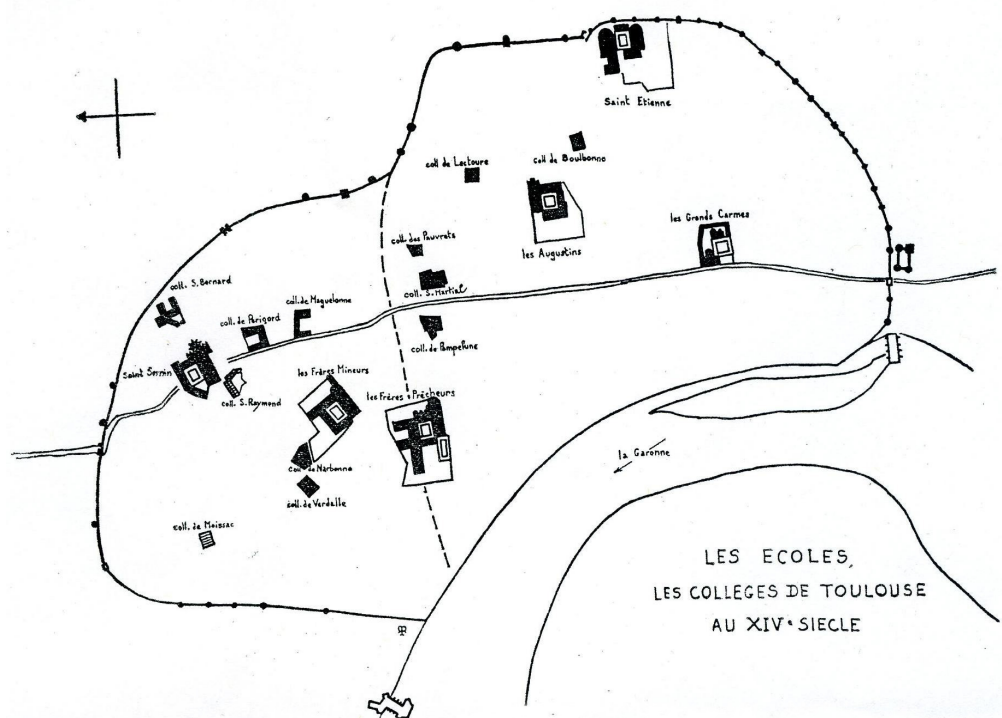 Saint Etienne
coll de Lectoure
coll de Boulbonne
les Augustins
les Grands Carmes
coll. des Pauvrets
coll. S. Martial
coll. de Pampelune
coll. S. Bernard
coll. de Périgord
coll. de Maguelonne
Saint Sernin
coll. S. Raymond
les Frères Mineurs
les Frères Prêcheurs
coll. de Narbonne
coll. de Verdalle
coll. de Moissac
la Garonne
LES ECOLES,
LES COLLEGES DE TOULOUSE
AU XIVe SIECLE